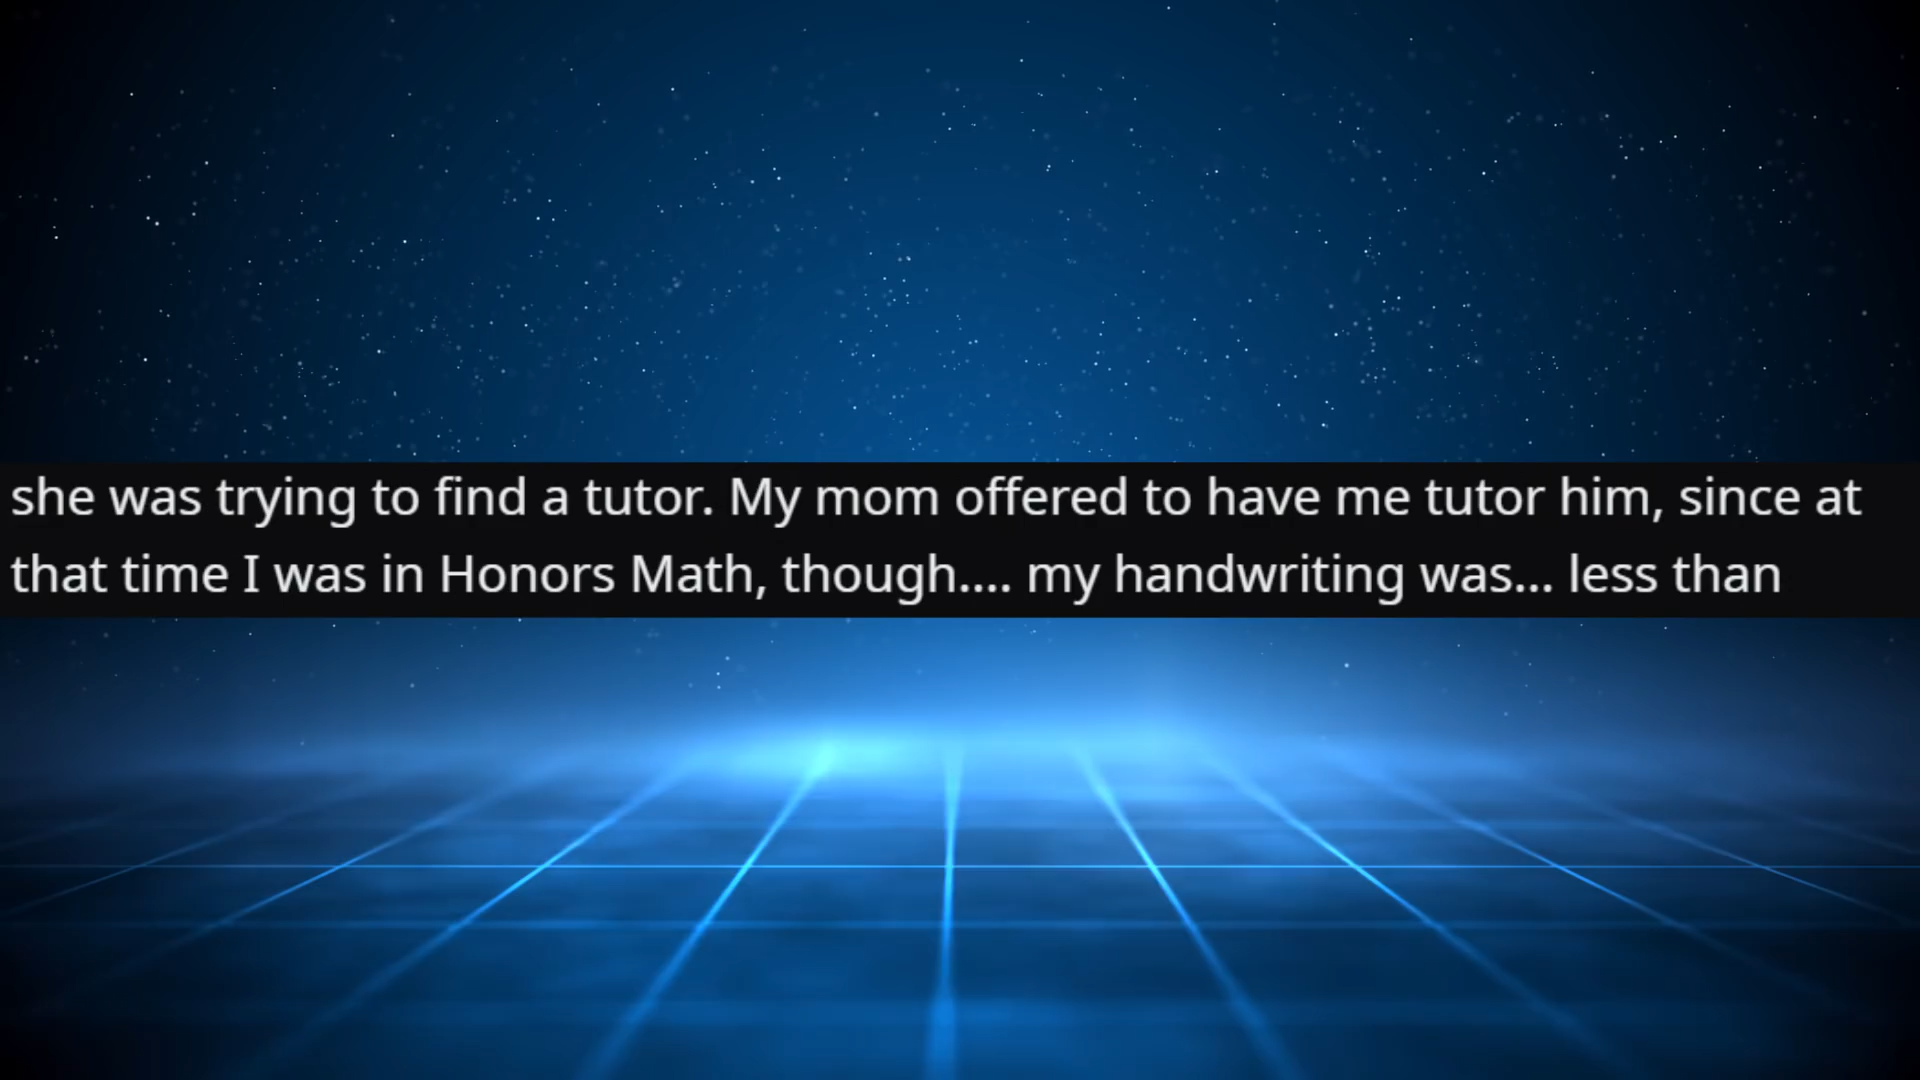 she was trying to find a tutor. My mom offered to have me tutor him, since at
that time I was in Honors Math, though.... my handwriting was... less than